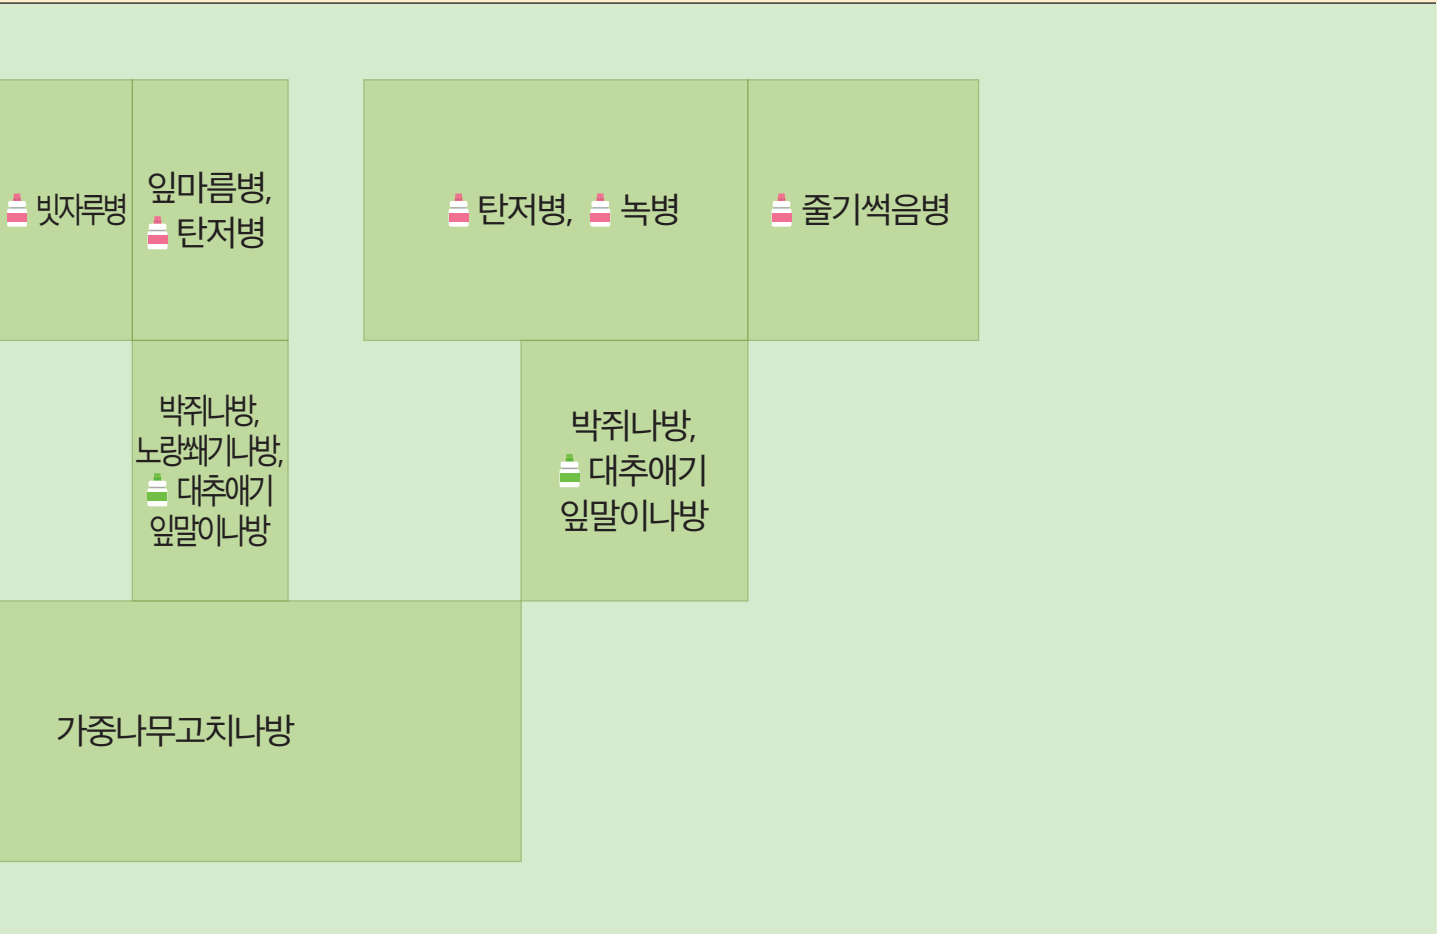 빗자루병
잎마름병,
탄저병
탄저병, 녹병
줄기썩음병
박쥐나방,
노랑쐐기나방,
대추애기
잎말이나방
박쥐나방,
대추애기
잎말이나방
가중나무고치나방